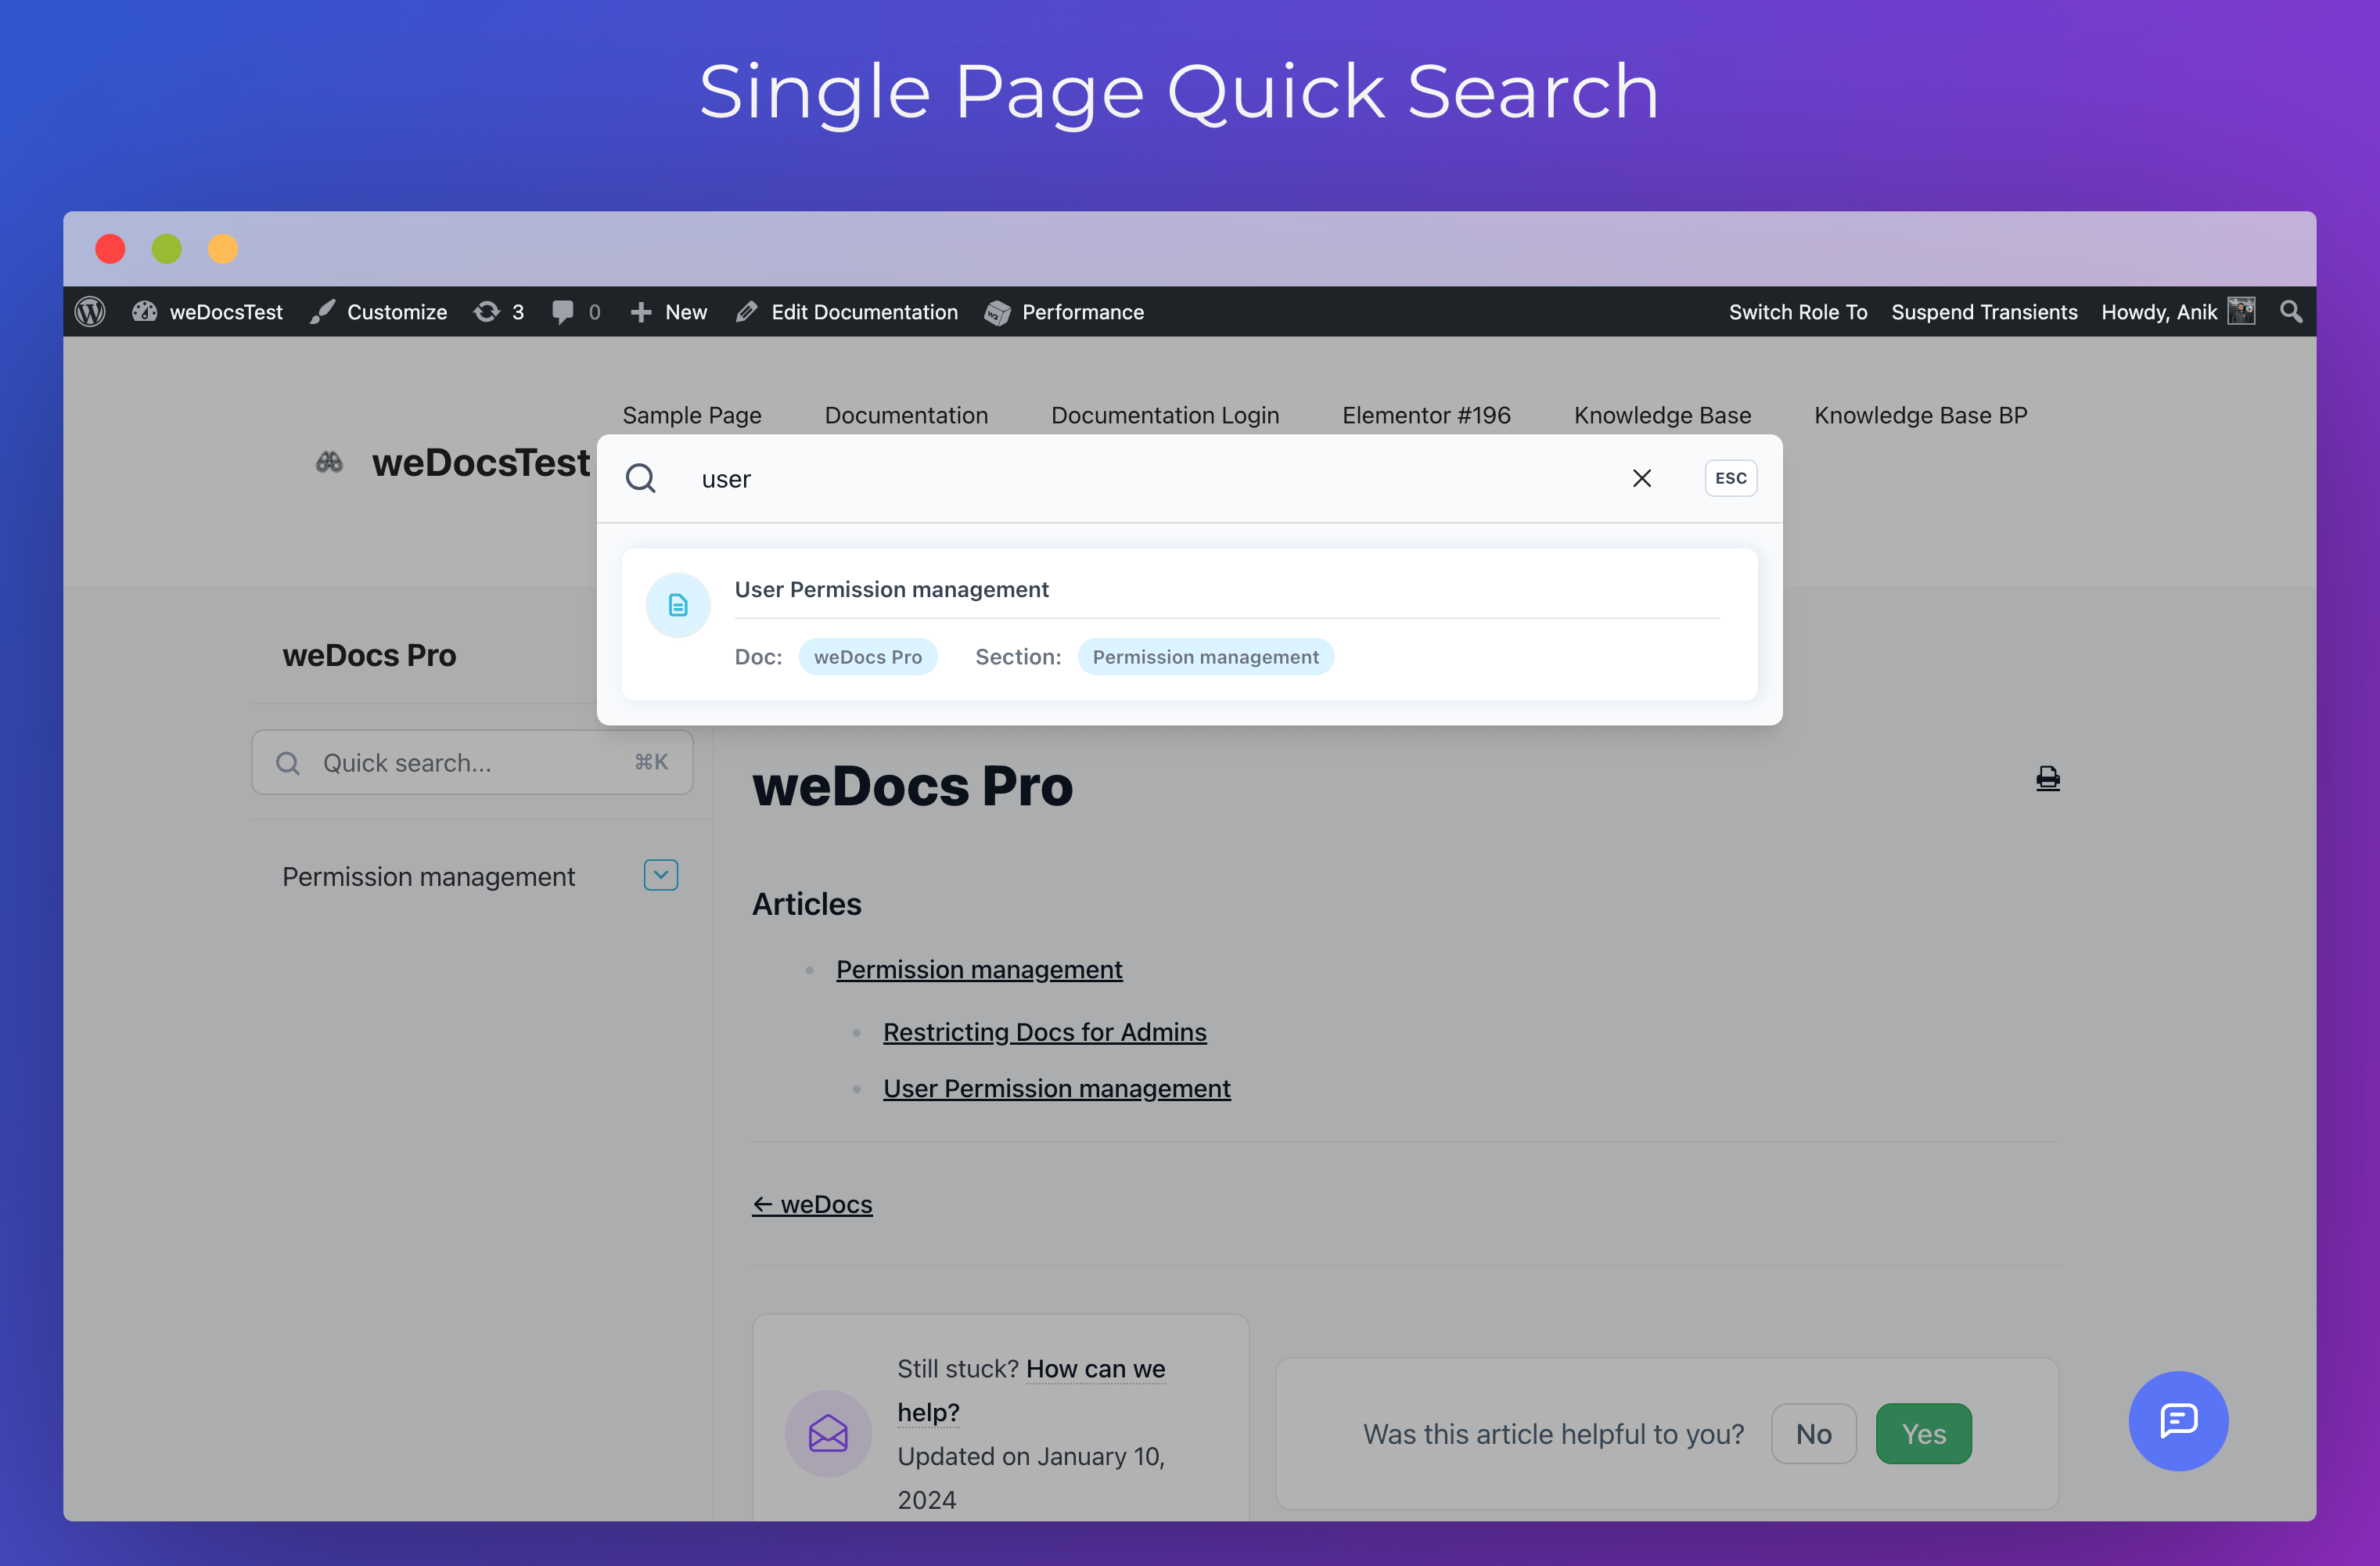 Single Page Quick Search
weDocsTest Customize 3 0 New Edit Documentation Performance Switch Role To Suspend Transients Howdy, Anik
Sample Page Documentation Documentation Login Elementor #196 Knowledge Base Knowledge Base BP
weDocsTest
user ESC
User Permission management
Doc: weDocs Pro Section: Permission management
weDocs Pro
Quick search... ⌘K
Permission management
weDocs Pro
Articles
Permission management
Restricting Docs for Admins
User Permission management
← weDocs
Still stuck? How can we
help?
Updated on January 10,
2024
Was this article helpful to you? No Yes